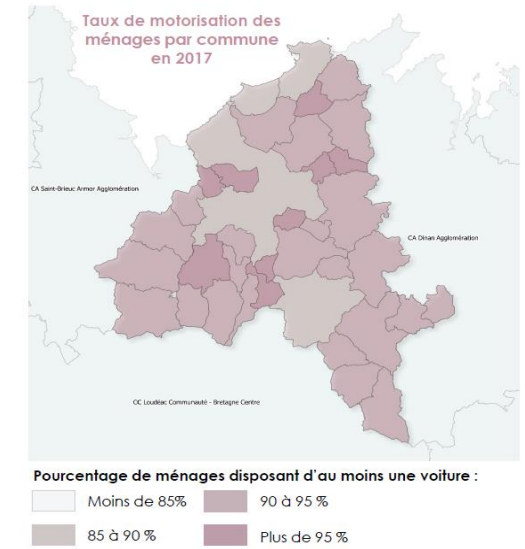 Taux de motorisation des
ménages par commune
en 2017
CA Saint-Brieuc Armor Agglomération
CA Dinan Agglomération
CC Loudéac Communauté - Bretagne Centre
Pourcentage de ménages disposant d'au moins une voiture :
Moins de 85%
90 à 95 %
85 à 90 %
Plus de 95 %